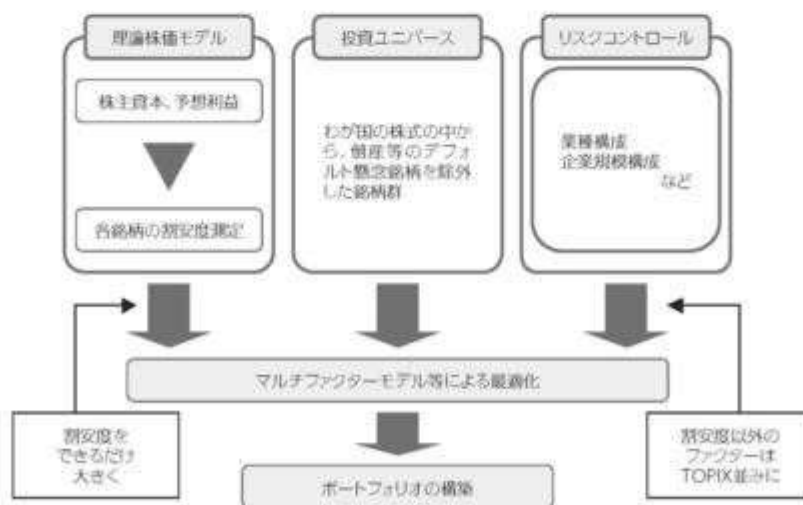 理論株価モデル
株主資本、予想利益
各銘柄の割安度測定
投資ユニバース
わが国の株式の中か
ら、倒産等のデフォ
ルト懸念銘柄を除外
した銘柄群
リスクコントロール
業種構成
企業規模構成
など
マルチファクターモデル等による最適化
割安度を
できるだけ
大きく
割安度以外の
ファクターは
TOPIX並みに
ポートフォリオの構築